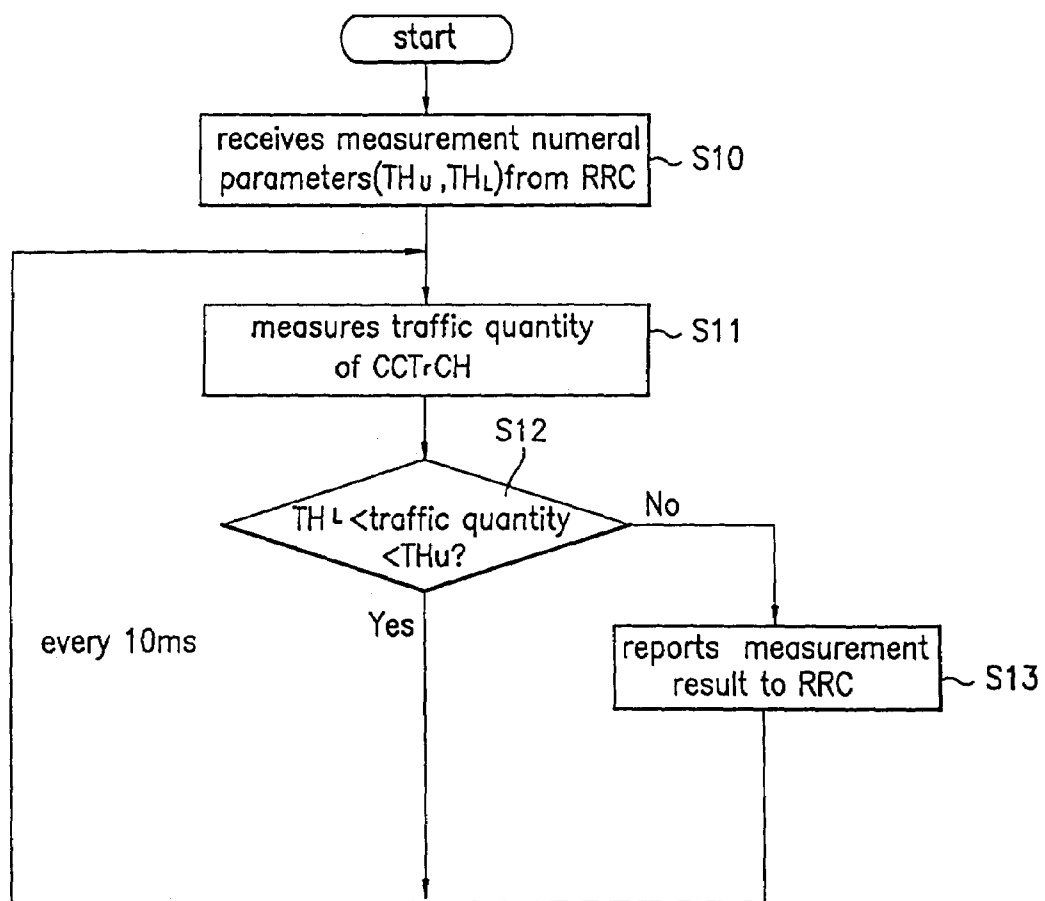 start
receives measurement numeral
parameters(THU,THL)from RRC
S10
measures traffic quantity
of CCTrCH
S11
S12
THL<traffic quantity
<THu?
No
Yes
every 10ms
reports measurement
result to RRC
S13